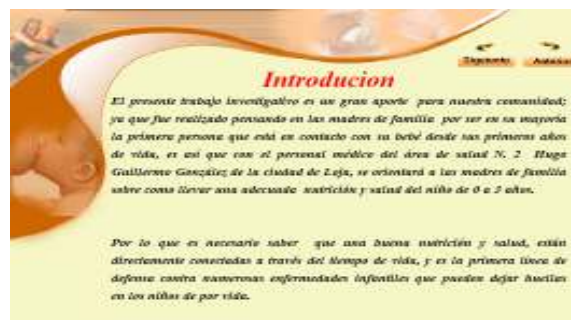 Siguiente Anterior
Introducion
El presente trabajo investigativo es un gran aporte para nuestra comunidad;
ya que fue realizado pensando en las madres de familia por ser en su mayoría
la primera persona que está en contacto con su bebé desde sus primeros años
de vida, es así que con el personal médico del área de salud N. 2 Hugo
Guillermo González de la ciudad de Loja, se orientará a las madres de familia
sobre como llevar una adecuada nutrición y salud del niño de 0 a 5 años.
Por lo que es necesario saber que una buena nutrición y salud, están
directamente conectadas a través del tiempo de vida, y es la primera línea de
defensa contra numerosas enfermedades infantiles que pueden dejar huellas
en los niños de por vida.